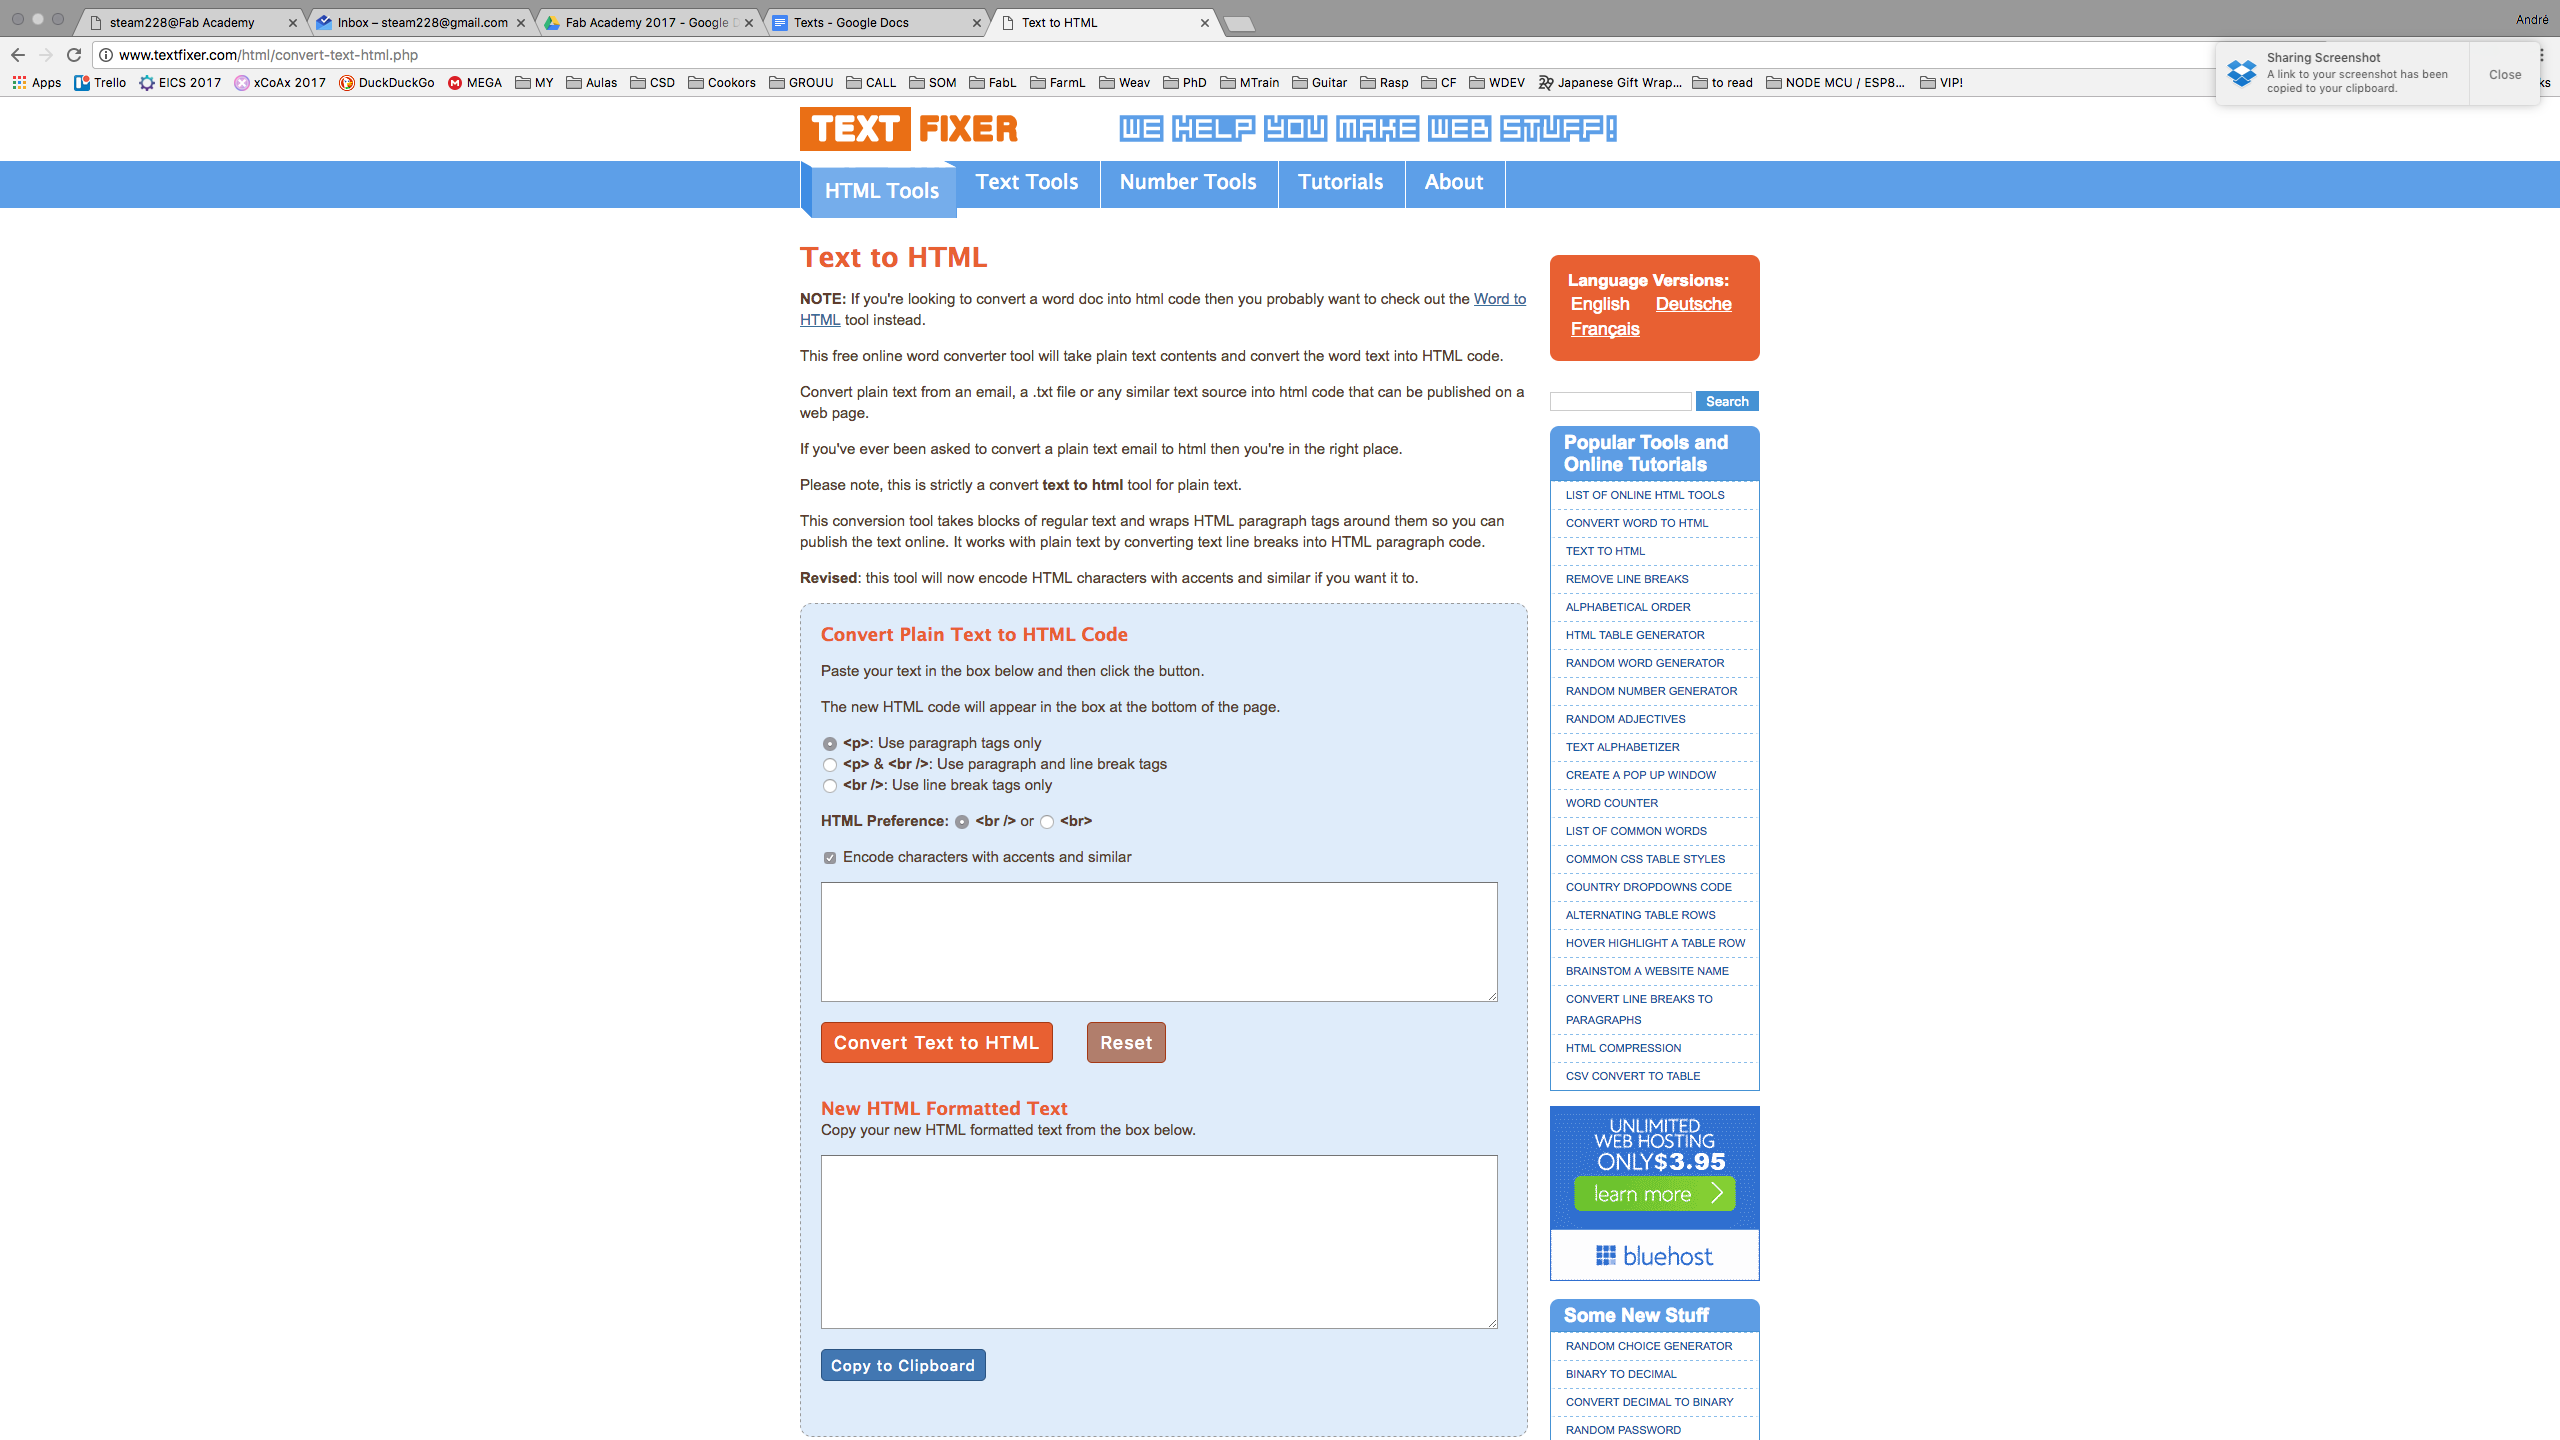 steam228@Fab Academy
Inbox – steam228@gmail.com
Fab Academy 2017 - Google D
Texts - Google Docs
Text to HTML
André
www.textfixer.com/html/convert-text-html.php
Apps Trello EICS 2017 xCoAx 2017 DuckDuckGo MEGA MY Aulas CSD Cookors GROUU CALL SOM FabL FarmL Weav PhD MTrain Guitar Rasp CF WDEV Japanese Gift Wrap... to read NODE MCU / ESP8... VIP!
ks
Sharing Screenshot
A link to your screenshot has been
copied to your clipboard.
Close
TEXT FIXER
WE HELP YOU MAKE WEB STUFF!
HTML Tools Text Tools Number Tools Tutorials About
Text to HTML
NOTE: If you're looking to convert a word doc into html code then you probably want to check out the Word to
HTML tool instead.
This free online word converter tool will take plain text contents and convert the word text into HTML code.
Convert plain text from an email, a .txt file or any similar text source into html code that can be published on a
web page.
If you've ever been asked to convert a plain text email to html then you're in the right place.
Please note, this is strictly a convert text to html tool for plain text.
This conversion tool takes blocks of regular text and wraps HTML paragraph tags around them so you can
publish the text online. It works with plain text by converting text line breaks into HTML paragraph code.
Revised: this tool will now encode HTML characters with accents and similar if you want it to.
Convert Plain Text to HTML Code
Paste your text in the box below and then click the button.
The new HTML code will appear in the box at the bottom of the page.
<p>: Use paragraph tags only
<p> & <br />: Use paragraph and line break tags
<br />: Use line break tags only
HTML Preference: <br /> or <br>
Encode characters with accents and similar
Convert Text to HTML
Reset
New HTML Formatted Text
Copy your new HTML formatted text from the box below.
Copy to Clipboard
Language Versions:
English Deutsche
Français
Search
Popular Tools and
Online Tutorials
LIST OF ONLINE HTML TOOLS
CONVERT WORD TO HTML
TEXT TO HTML
REMOVE LINE BREAKS
ALPHABETICAL ORDER
HTML TABLE GENERATOR
RANDOM WORD GENERATOR
RANDOM NUMBER GENERATOR
RANDOM ADJECTIVES
TEXT ALPHABETIZER
CREATE A POP UP WINDOW
WORD COUNTER
LIST OF COMMON WORDS
COMMON CSS TABLE STYLES
COUNTRY DROPDOWNS CODE
ALTERNATING TABLE ROWS
HOVER HIGHLIGHT A TABLE ROW
BRAINSTOM A WEBSITE NAME
CONVERT LINE BREAKS TO
PARAGRAPHS
HTML COMPRESSION
CSV CONVERT TO TABLE
UNLIMITED
WEB HOSTING
ONLY $3.95
learn more
bluehost
Some New Stuff
RANDOM CHOICE GENERATOR
BINARY TO DECIMAL
CONVERT DECIMAL TO BINARY
RANDOM PASSWORD